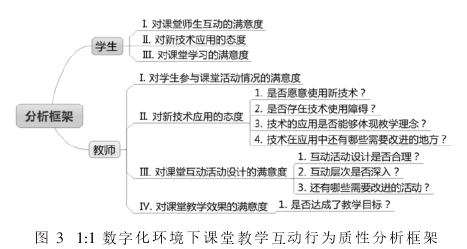 分析框架
学生
I. 对课堂师生互动的满意度
II. 对新技术应用的态度
III. 对课堂学习的满意度
教师
I. 对学生参与课堂活动情况的满意度
II. 对新技术应用的态度
1. 是否愿意使用新技术？
2. 是否存在技术使用障碍？
3. 技术的应用是否能够体现教学理念？
4. 技术在应用中还有哪些需要改进的地方？
III. 对课堂互动活动设计的满意度
1. 互动活动设计是否合理？
2. 互动层次是否深入？
3. 还有哪些需要改进的活动？
IV. 对课堂教学效果的满意度
1. 是否达成了教学目标？
图 3 1:1 数字化环境下课堂教学互动行为质性分析框架